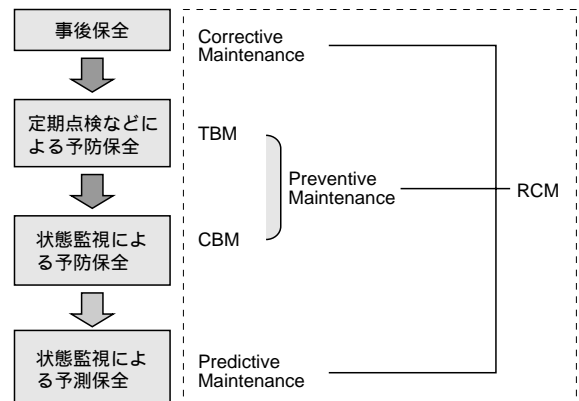 事後保全
Corrective
Maintenance
定期点検などに
よる予防保全
TBM
Preventive
Maintenance
RCM
状態監視によ
る予防保全
CBM
状態監視によ
る予測保全
Predictive
Maintenance